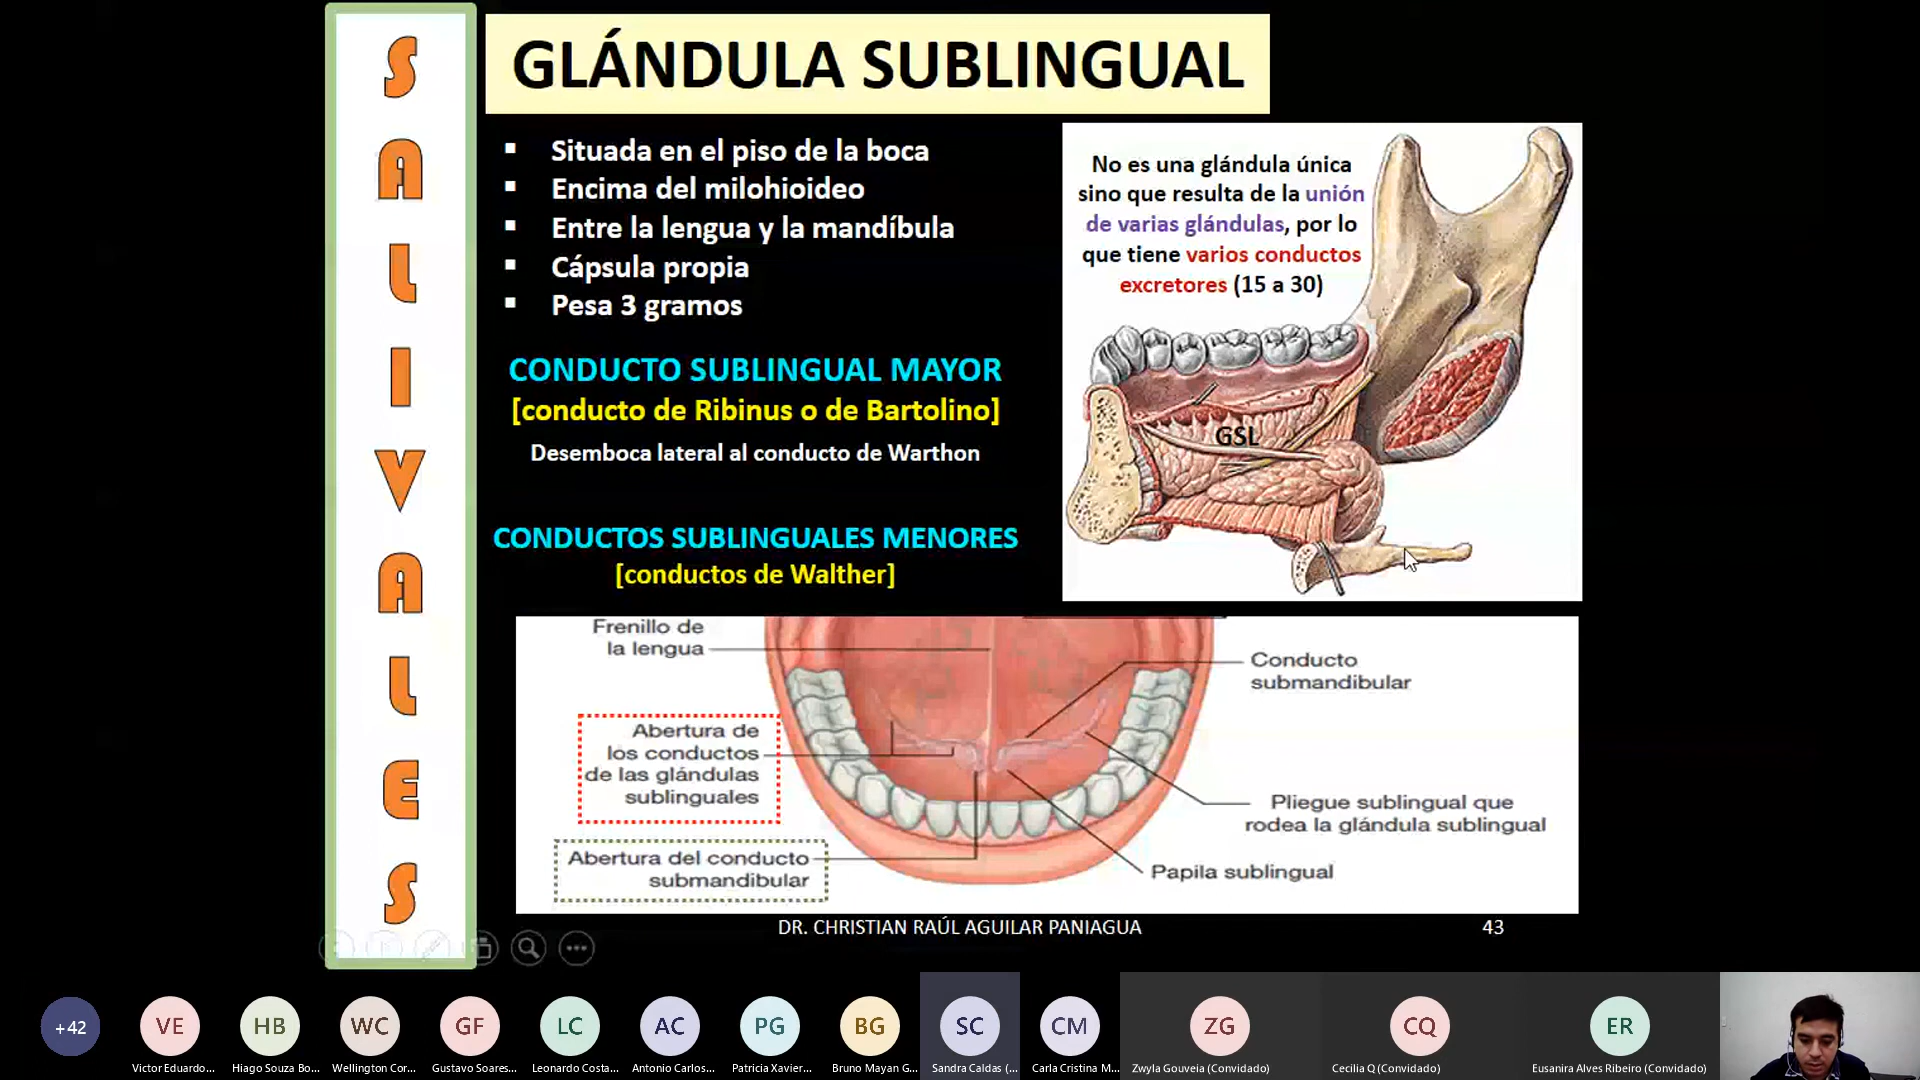 SALIVALES
GLÁNDULA SUBLINGUAL
Situada en el piso de la boca
Encima del milohioideo
Entre la lengua y la mandíbula
Cápsula propia
Pesa 3 gramos
CONDUCTO SUBLINGUAL MAYOR
[conducto de Ribinus o de Bartolino]
Desemboca lateral al conducto de Warthon
CONDUCTOS SUBLINGUALES MENORES
[conductos de Walther]
No es una glándula única
sino que resulta de la unión
de varias glándulas, por lo
que tiene varios conductos
excretores (15 a 30)
GSL
Frenillo de
la lengua
Abertura de
los conductos
de las glándulas
sublinguales
Abertura del conducto
submandibular
Conducto
submandibular
Pliegue sublingual que
rodea la glándula sublingual
Papila sublingual
DR. CHRISTIAN RAÚL AGUILAR PANIAGUA
43
+42
VE
HB
WC
GF
LC
AC
PG
BG
SC
CM
ZG
CQ
ER
Victor Eduardo...
Hiago Souza Bo...
Wellington Cor...
Gustavo Soares...
Leonardo Costa...
Antonio Carlos...
Patricia Xavier...
Bruno Mayan G...
Sandra Caldas (...
Carla Cristina M...
Zwyla Gouveia (Convidado)
Cecilia Q (Convidado)
Eusanira Alves Ribeiro (Convidado)